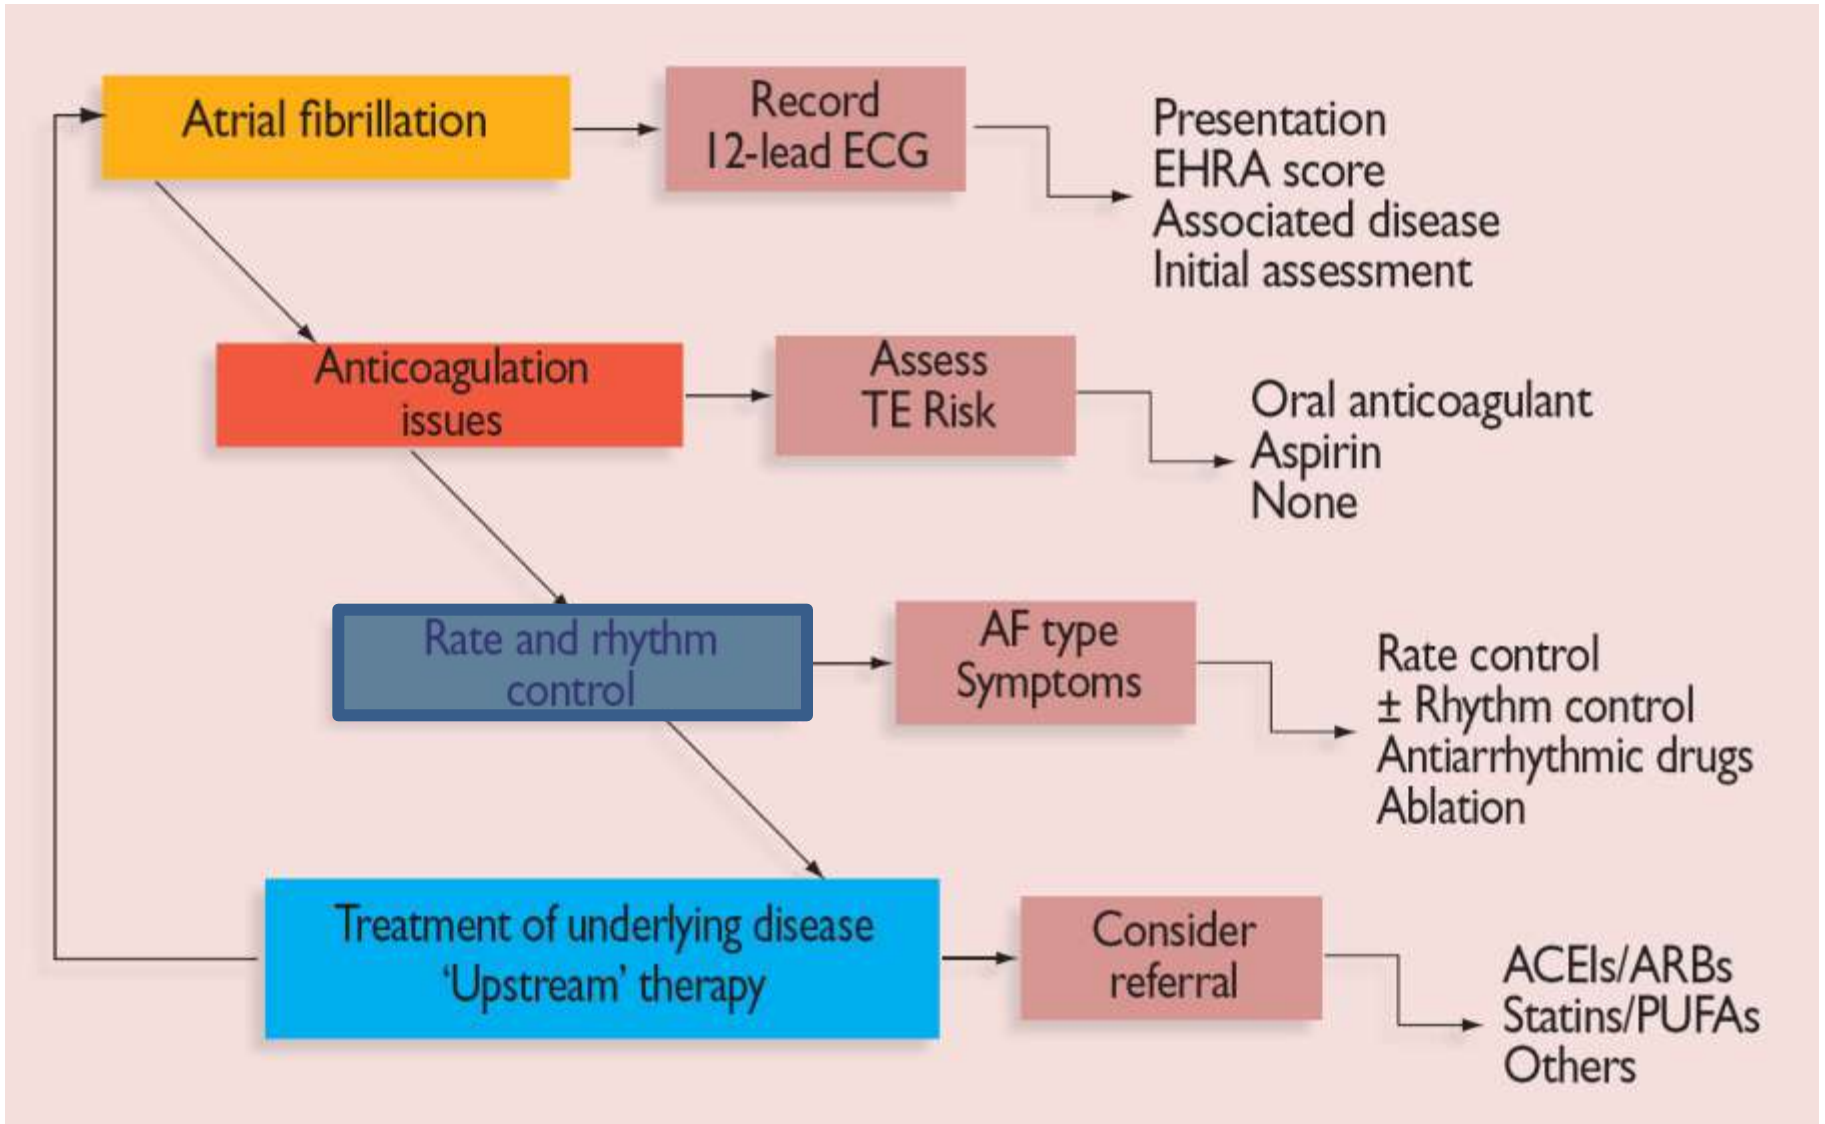 Atrial fibrillation
Record
12-lead ECG
Presentation
EHRA score
Associated disease
Initial assessment
Anticoagulation
issues
Assess
TE Risk
Oral anticoagulant
Aspirin
None
Rate and rhythm
control
AF type
Symptoms
Rate control
± Rhythm control
Antiarrhythmic drugs
Ablation
Treatment of underlying disease
‘Upstream’ therapy
Consider
referral
ACEIs/ARBs
Statins/PUFAs
Others